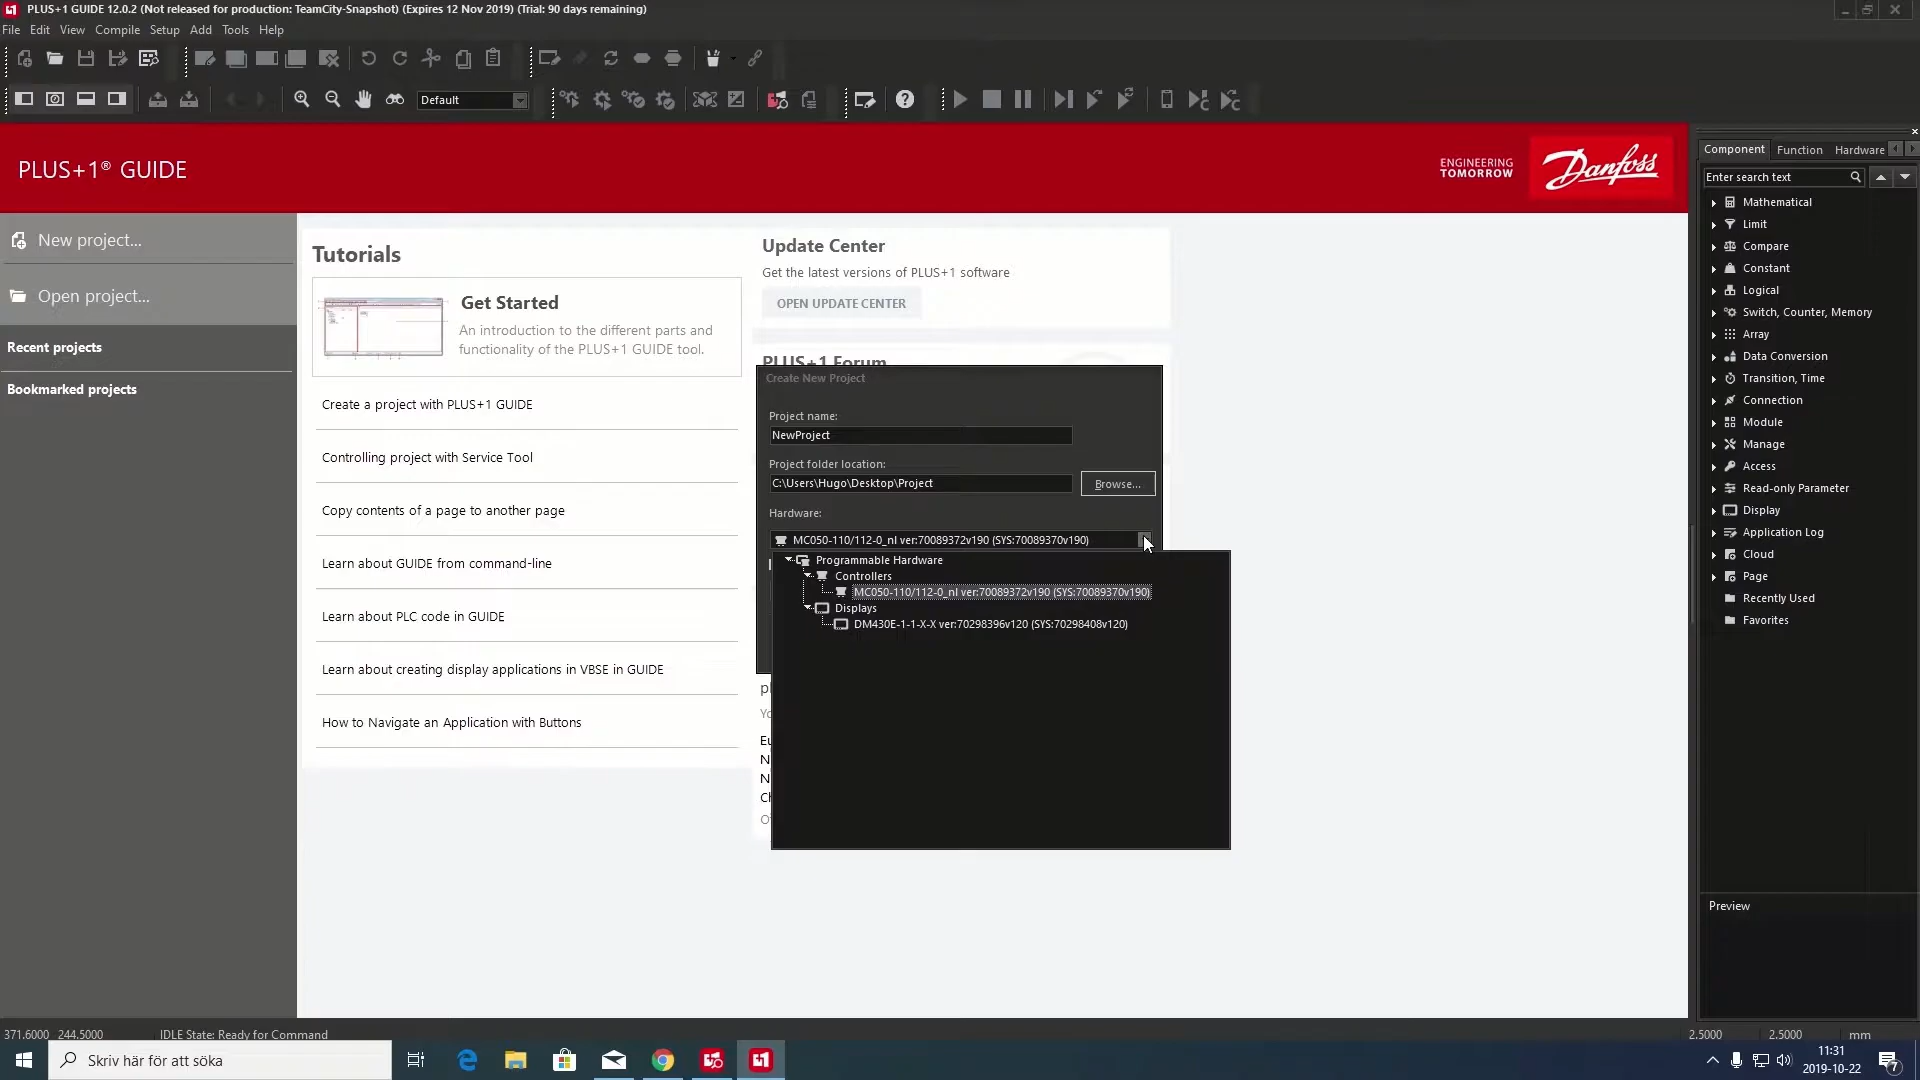 PLUS+1 GUIDE 12.0.2 (Not released for production: TeamCity-Snapshot) (Expires 12 Nov 2019) (Trial: 90 days remaining)
File Edit View Compile Setup Add Tools Help
Default
PLUS+1® GUIDE
ENGINEERING
TOMORROW
Danfoss
New project...
Open project...
Recent projects
Bookmarked projects
Tutorials
Get Started
An introduction to the different parts and
functionality of the PLUS+1 GUIDE tool.
Create a project with PLUS+1 GUIDE
Controlling project with Service Tool
Copy contents of a page to another page
Learn about GUIDE from command-line
Learn about PLC code in GUIDE
Learn about creating display applications in VBSE in GUIDE
How to Navigate an Application with Buttons
Update Center
Get the latest versions of PLUS+1 software
OPEN UPDATE CENTER
PLUS+1 Forum
Create New Project
Project name:
NewProject
Project folder location:
C:\Users\Hugo\Desktop\Project
Browse...
Hardware:
MC050-110/112-0_nl ver:70089372v190 (SYS:70089370v190)
Programmable Hardware
Controllers
MC050-110/112-0_nl ver:70089372v190 (SYS:70089370v190)
Displays
DM430E-1-1-X-X ver:70298396v120 (SYS:70298408v120)
Component Function Hardware
Enter search text
Mathematical
Limit
Compare
Constant
Logical
Switch, Counter, Memory
Array
Data Conversion
Transition, Time
Connection
Module
Manage
Access
Read-only Parameter
Display
Application Log
Cloud
Page
Recently Used
Favorites
Preview
371.6000 244.5000 IDLE State: Ready for Command
2.5000 2.5000 mm
Skriv här för att söka
11:31
2019-10-22
7